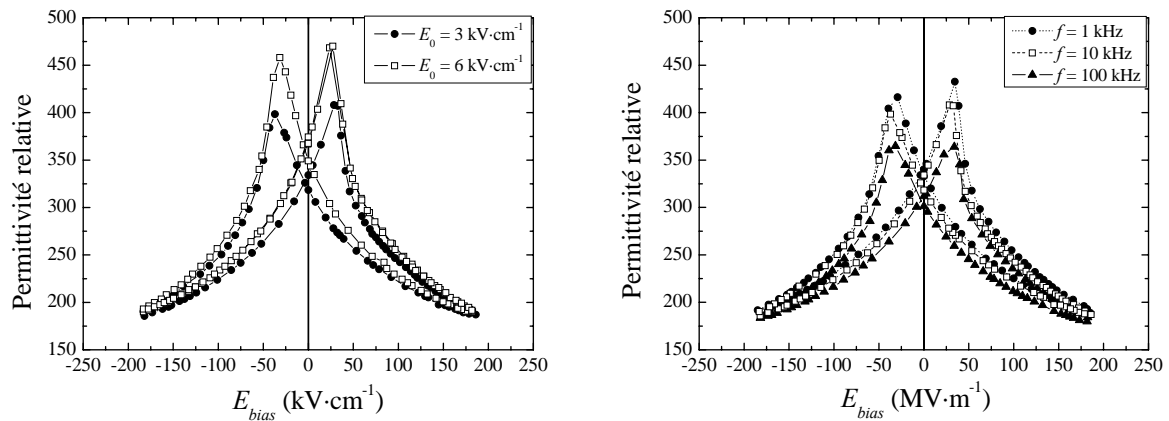 500
450
400
350
300
250
200
150
Permittivité relative
E₀ = 3 kV·cm⁻¹
E₀ = 6 kV·cm⁻¹
-250 -200 -150 -100 -50 0 50 100 150 200 250
E_bias (kV·cm⁻¹)
500
450
400
350
300
250
200
150
Permittivité relative
f = 1 kHz
f = 10 kHz
f = 100 kHz
-250 -200 -150 -100 -50 0 50 100 150 200 250
E_bias (MV·m⁻¹)